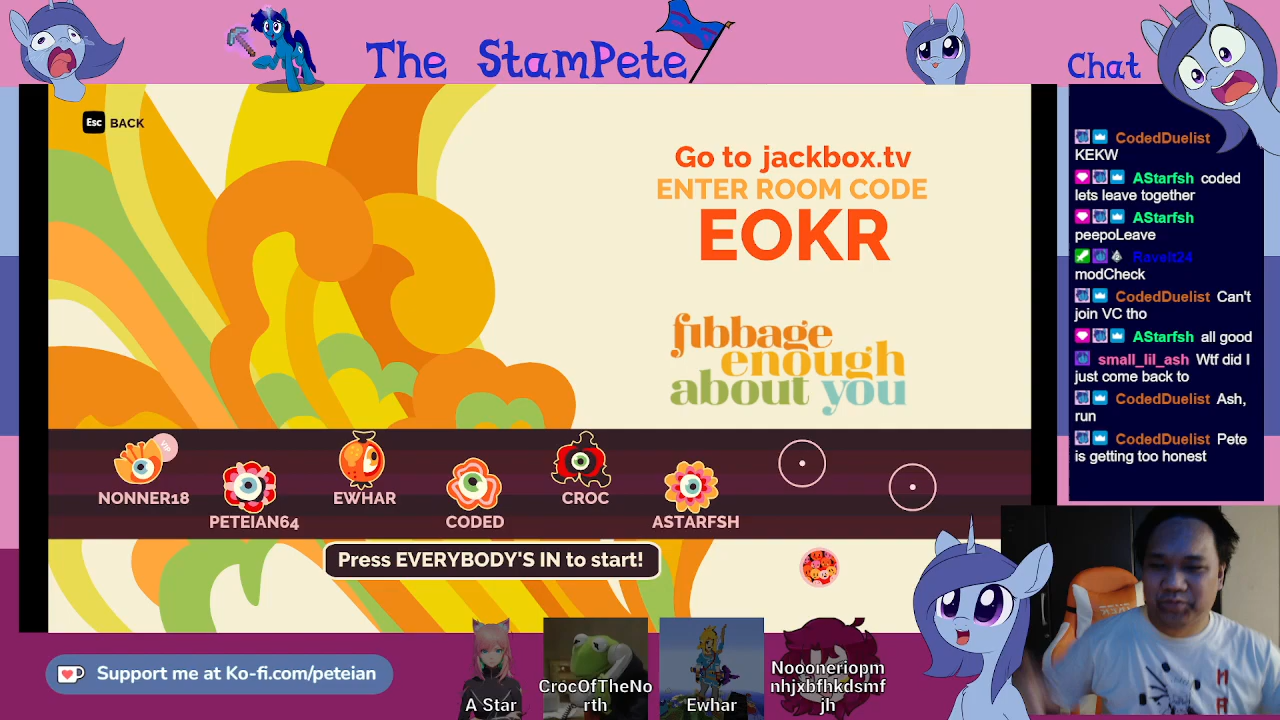 The StamPete
Chat
Esc BACK
Go to jackbox.tv
ENTER ROOM CODE
EOKR
fibbage
enough
about you
CodedDuelist
KEKW
AStarfsh coded
lets leave together
AStarfsh
peepoLeave
RaveIt24
modCheck
CodedDuelist Can't
join VC tho
AStarfsh all good
small_lil_ash Wtf did I
just come back to
CodedDuelist Ash,
run
CodedDuelist Pete
is getting too honest
VIP
NONNER18
PETEIAN64
EWHAR
CODED
CROC
ASTARFSH
Press EVERYBODY'S IN to start!
Support me at Ko-fi.com/peteian
A Star
CrocOfTheNo
rth
Ewhar
Noooneriopm
nhjxbfhkdsmf
jh